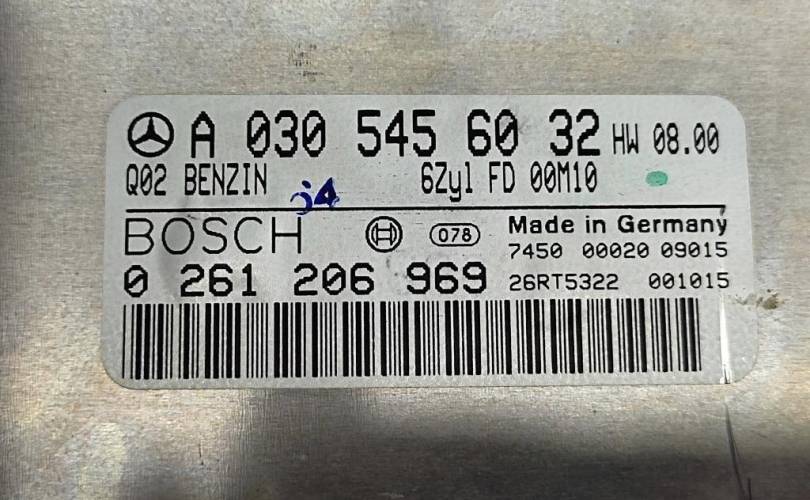 A 030 545 60 32 HW 08.00
Q02 BENZIN 6Zyl FD 00M10
j4
BOSCH H 078 Made in Germany
7450 00020 09015
0 261 206 969 26RT5322 001015